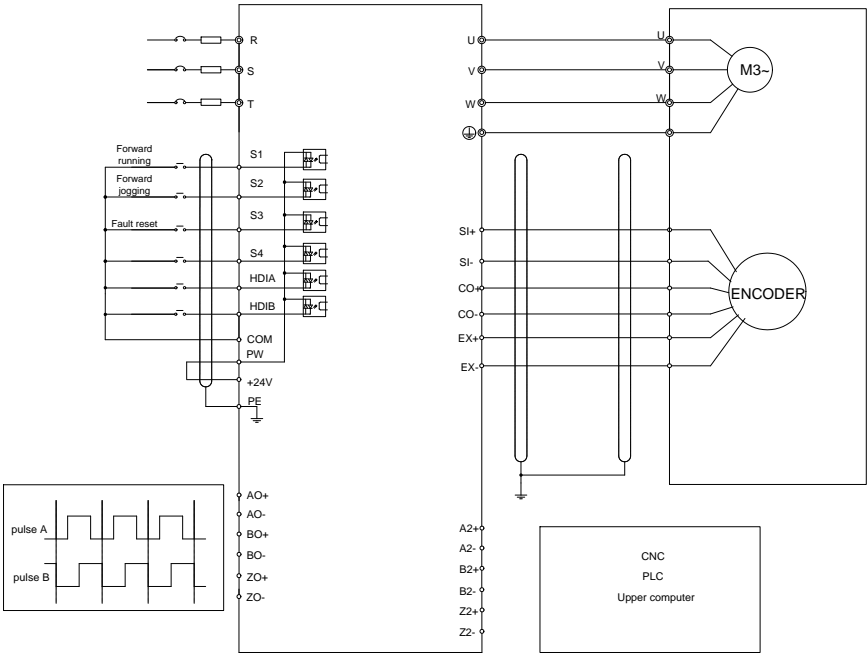 R
S
T
U
V
W
U
V
W
M3~
Forward
running
Forward
jogging
Fault reset
S1
S2
S3
S4
HDIA
HDIB
COM
PW
+24V
PE
SI+
SI-
CO+
CO-
EX+
EX-
ENCODER
pulse A
pulse B
AO+
AO-
BO+
BO-
ZO+
ZO-
A2+
A2-
B2+
B2-
Z2+
Z2-
CNC
PLC
Upper computer